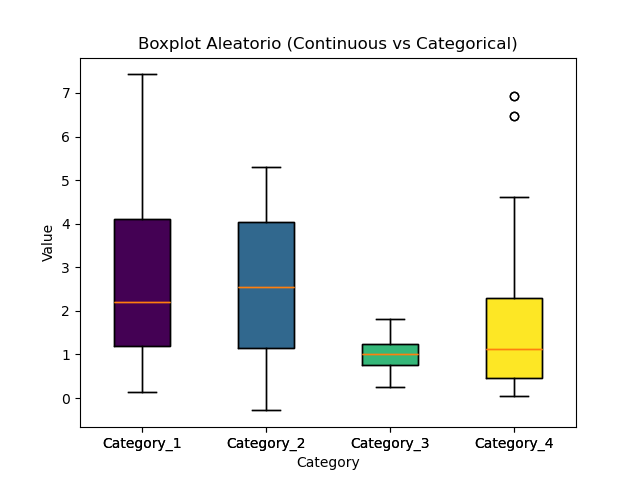 Boxplot Aleatorio (Continuous vs Categorical)
Value
7
6
5
4
3
2
1
0
Category_1
Category_2
Category_3
Category_4
Category